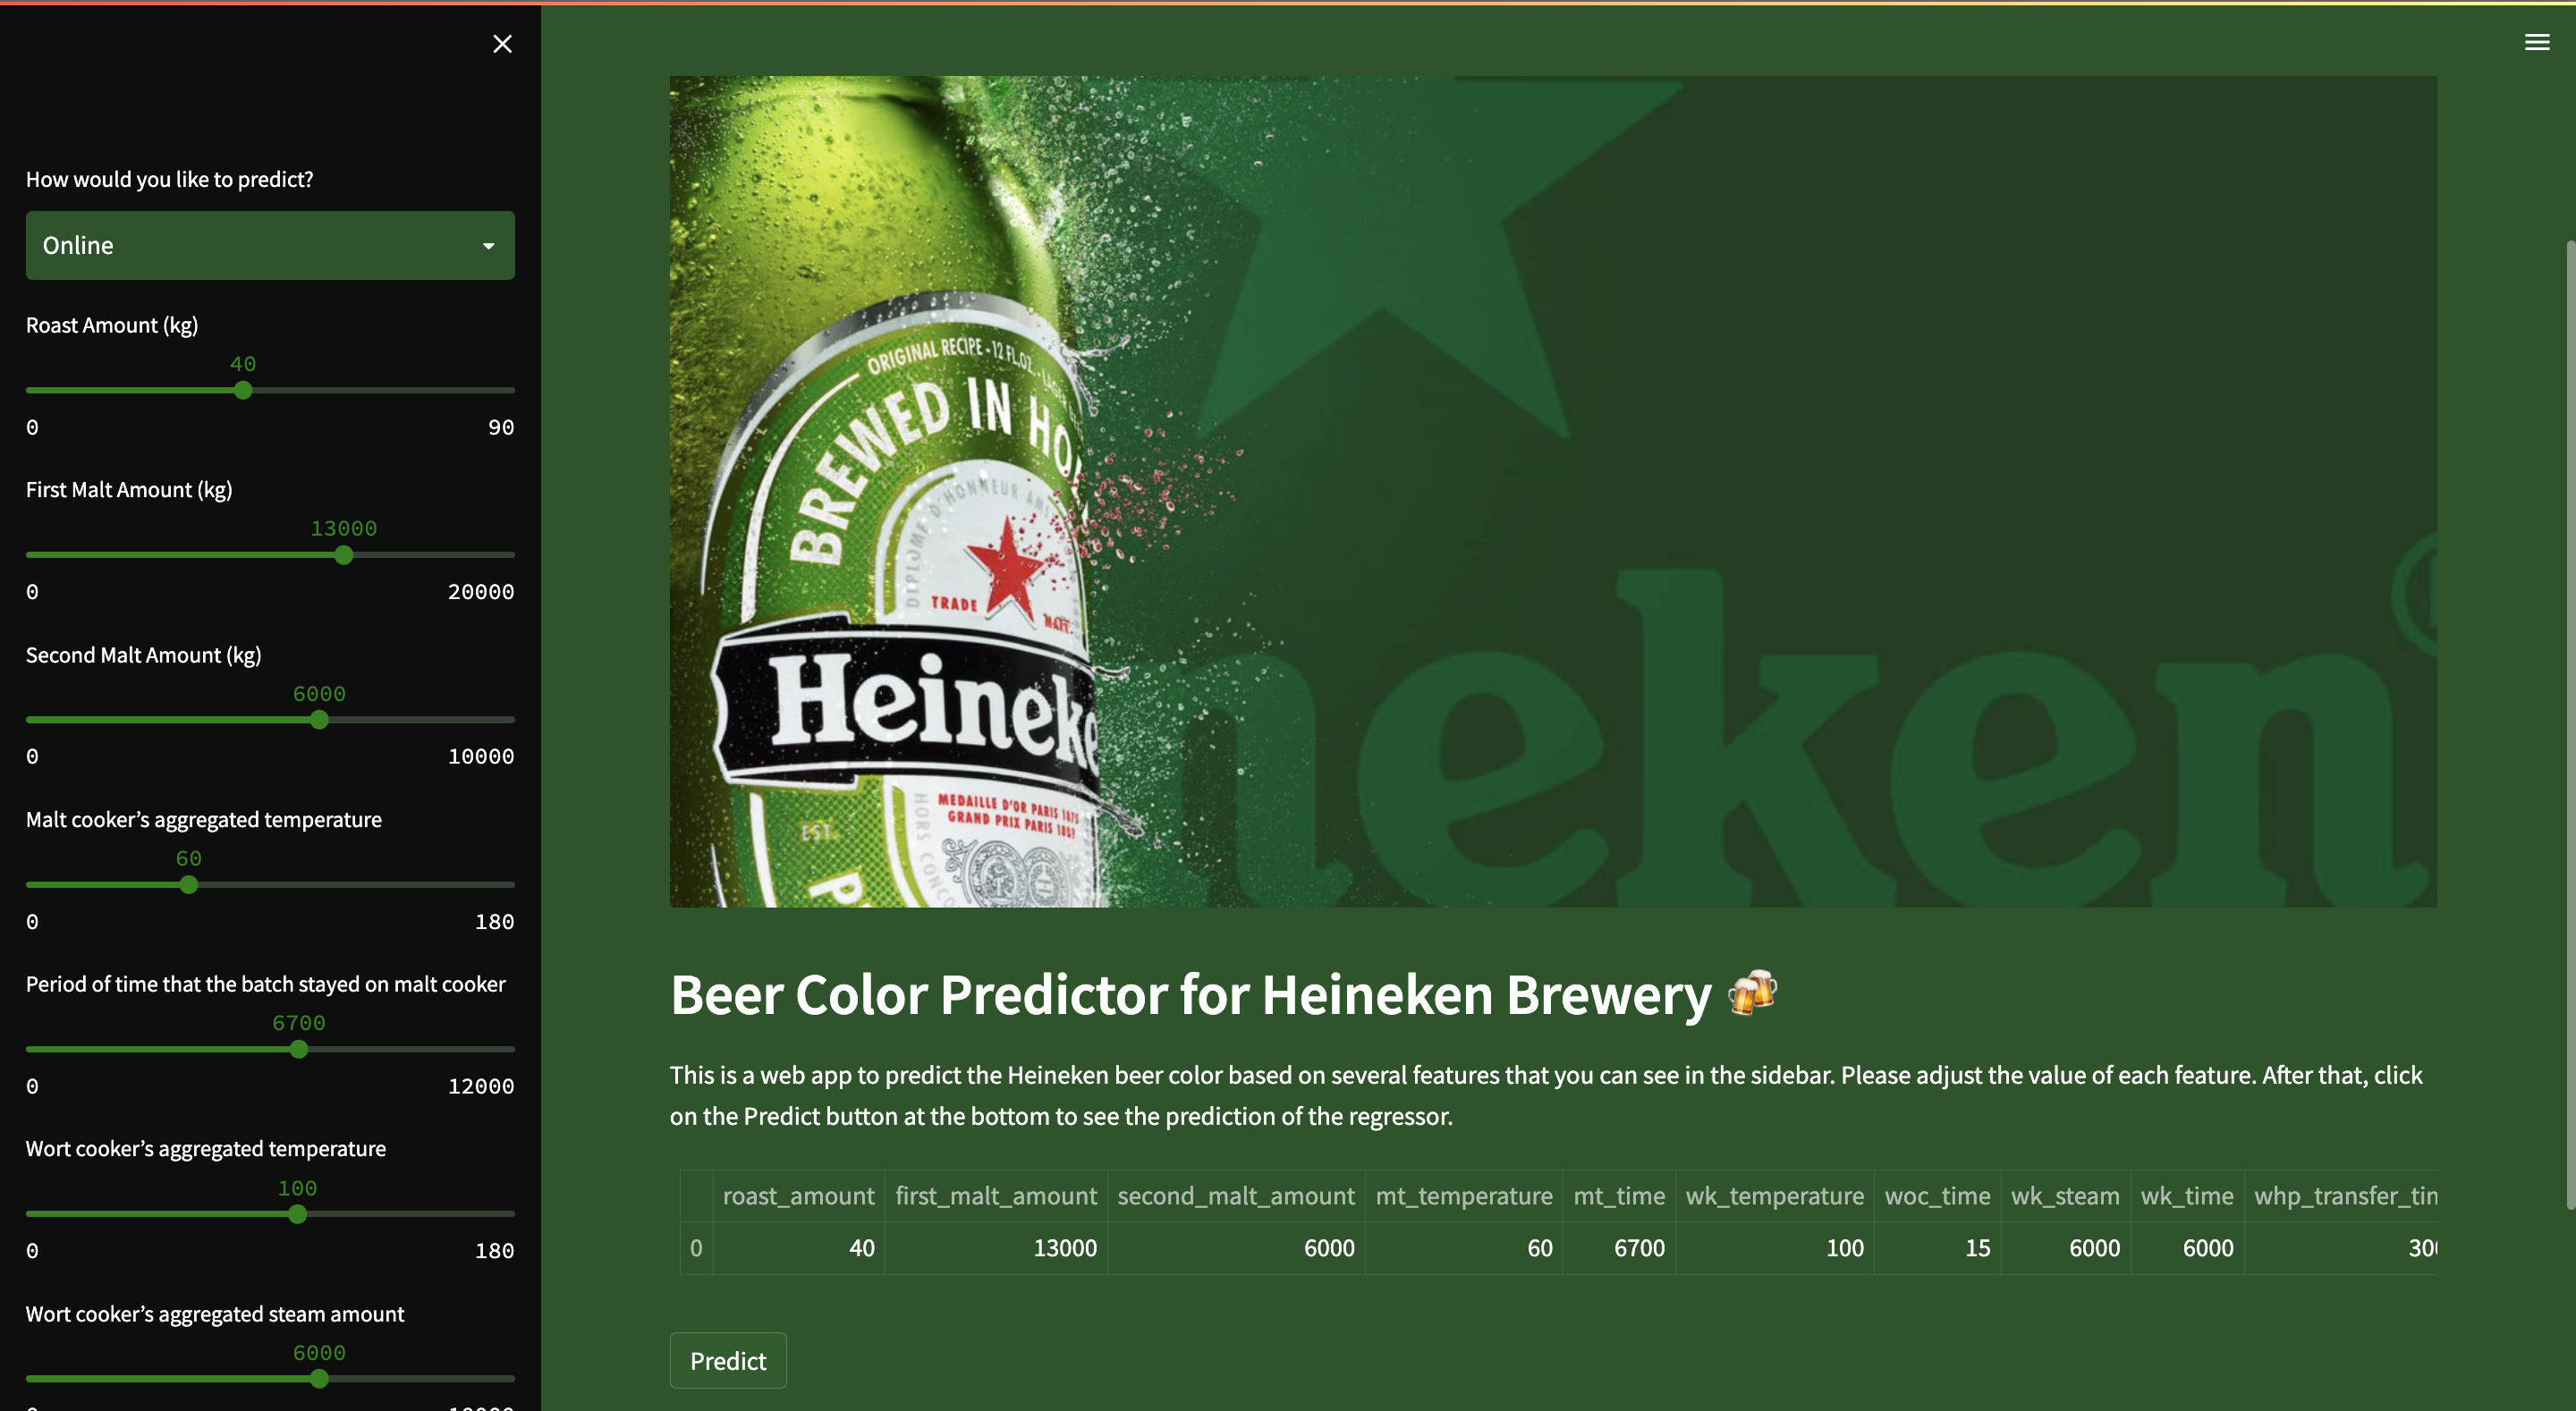 How would you like to predict?
Online
Roast Amount (kg)
40
0 90
First Malt Amount (kg)
13000
0 20000
Second Malt Amount (kg)
6000
0 10000
Malt cooker’s aggregated temperature
60
0 180
Period of time that the batch stayed on malt cooker
6700
0 12000
Wort cooker’s aggregated temperature
100
0 180
Wort cooker’s aggregated steam amount
6000
ORIGINAL RECIPE - 12 FL.OZ. - LAGER
BREWED IN HO
DIPLOME D'HONNEUR AMS
TRADE
Heineke
neken
MEDAILLE D'OR PARIS 1875
GRAND PRIX PARIS 1889
EST.
HORS CONCO
Beer Color Predictor for Heineken Brewery
This is a web app to predict the Heineken beer color based on several features that you can see in the sidebar. Please adjust the value of each feature. After that, click
on the Predict button at the bottom to see the prediction of the regressor.
roast_amount first_malt_amount second_malt_amount mt_temperature mt_time wk_temperature woc_time wk_steam wk_time whp_transfer_tim
0 40 13000 6000 60 6700 100 15 6000 6000 300
Predict